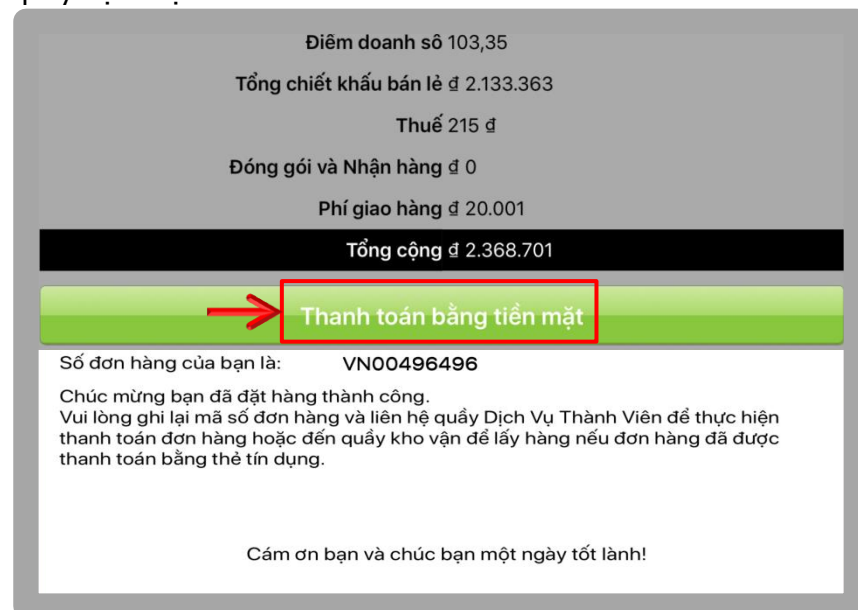 Điểm doanh số 103,35
Tổng chiết khấu bán lẻ ₫ 2.133.363
Thuế 215 ₫
Đóng gói và Nhận hàng ₫ 0
Phí giao hàng ₫ 20.001
Tổng cộng ₫ 2.368.701
Thanh toán bằng tiền mặt
Số đơn hàng của bạn là: VN00496496
Chúc mừng bạn đã đặt hàng thành công.
Vui lòng ghi lại mã số đơn hàng và liên hệ quầy Dịch Vụ Thành Viên để thực hiện
thanh toán đơn hàng hoặc đến quầy kho vận để lấy hàng nếu đơn hàng đã được
thanh toán bằng thẻ tín dụng.
Cám ơn bạn và chúc bạn một ngày tốt lành!